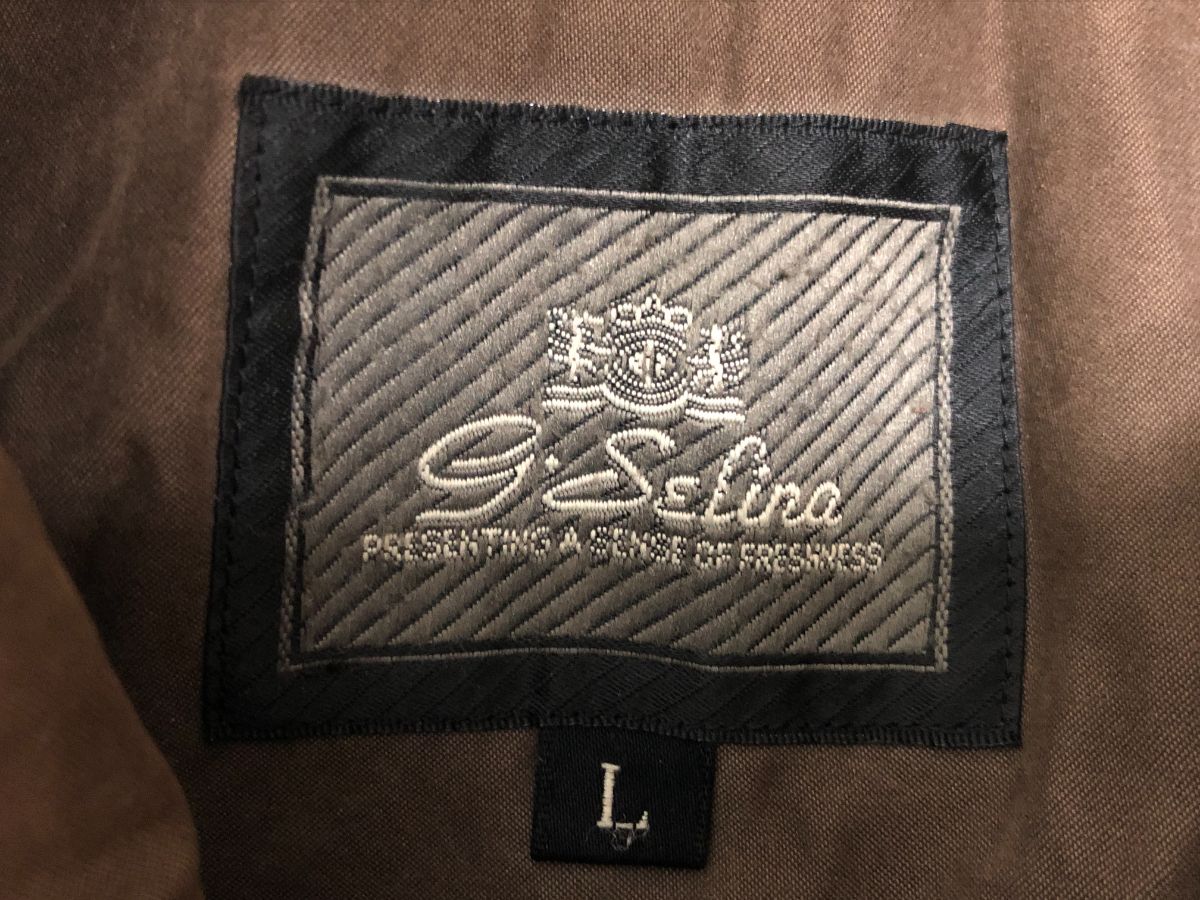 G·Selina
PRESENTING A SENSE OF FRESHNESS
L